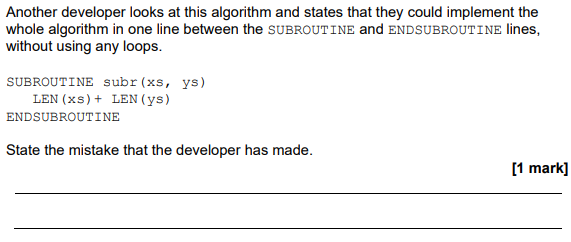 Another developer looks at this algorithm and states that they could implement the
whole algorithm in one line between the SUBROUTINE and ENDSUBROUTINE lines,
without using any loops.
SUBROUTINE subr(xs, ys)
LEN(xs)+ LEN(ys)
ENDSUBROUTINE
State the mistake that the developer has made.
[1 mark]